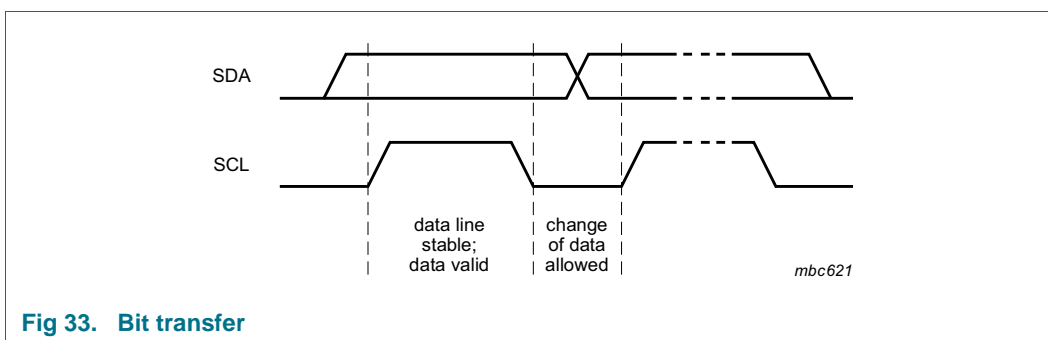 SDA
SCL
data line
stable;
data valid
change
of data
allowed
mbc621
Fig 33. Bit transfer